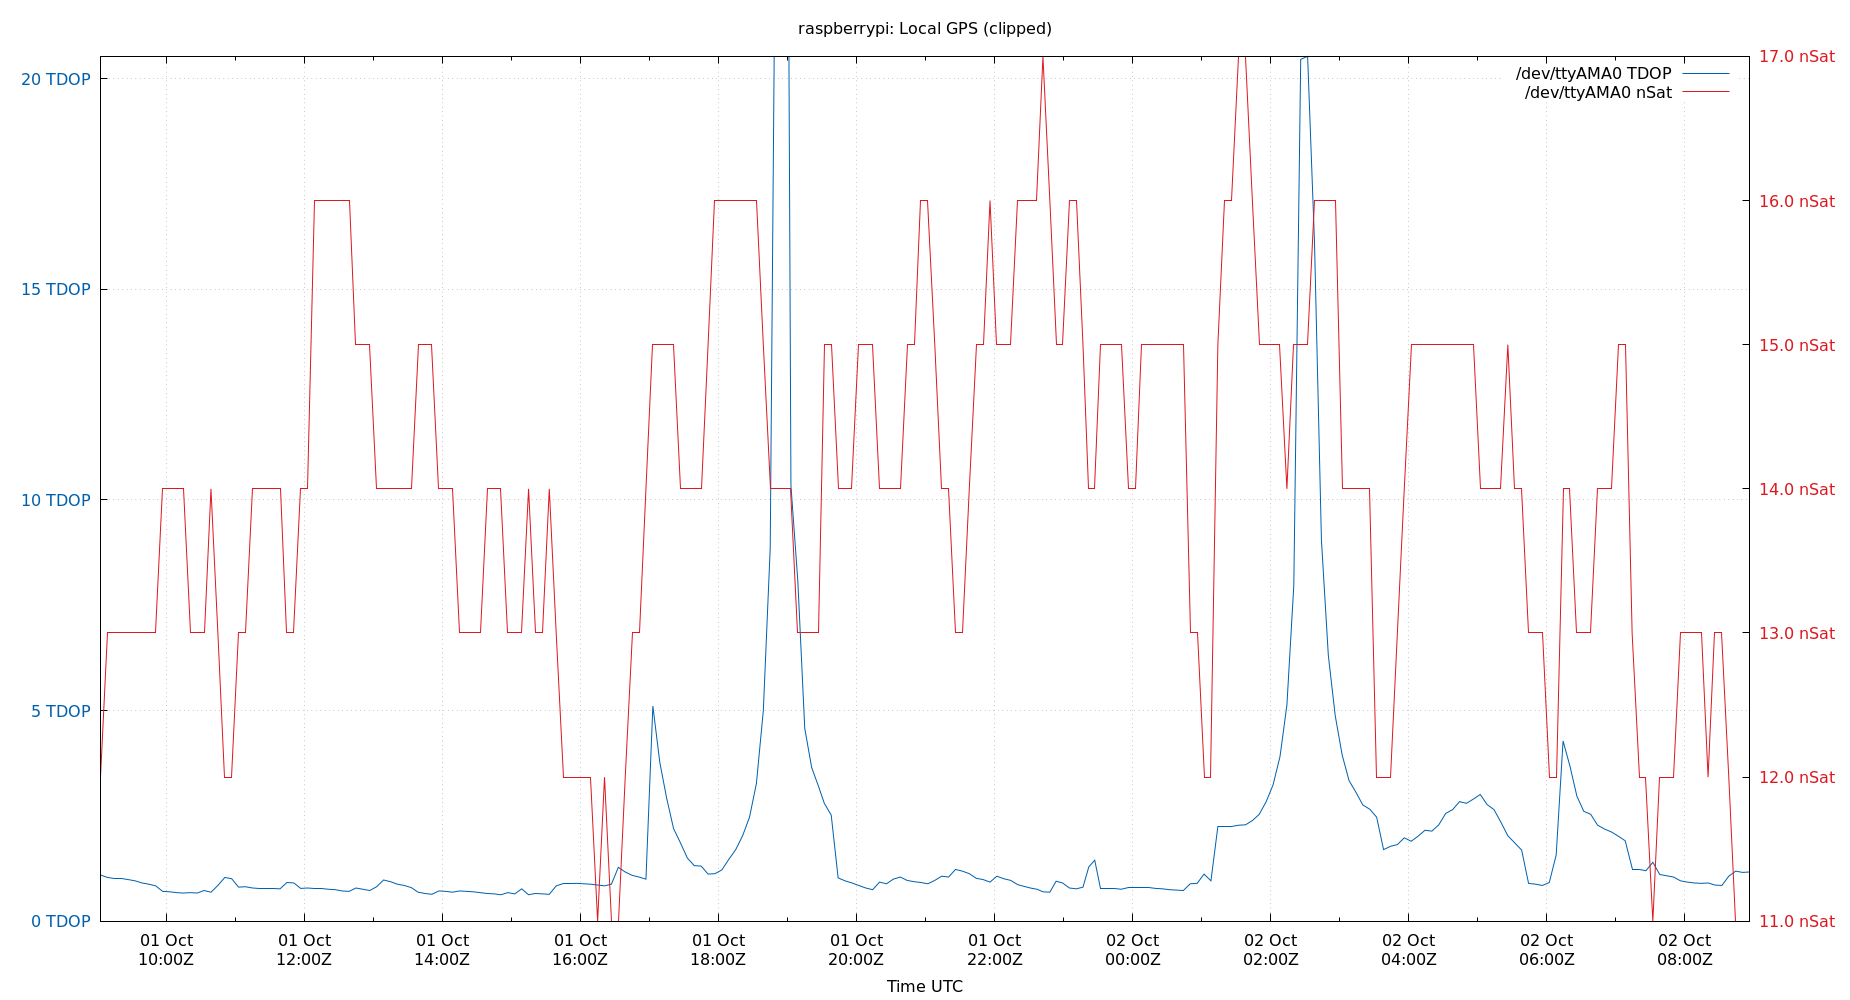 raspberrypi: Local GPS (clipped)
/dev/ttyAMA0 TDOP
/dev/ttyAMA0 nSat
20 TDOP
15 TDOP
10 TDOP
5 TDOP
0 TDOP
17.0 nSat
16.0 nSat
15.0 nSat
14.0 nSat
13.0 nSat
12.0 nSat
11.0 nSat
01 Oct 01 Oct 01 Oct 01 Oct 01 Oct 01 Oct 01 Oct 02 Oct 02 Oct 02 Oct 02 Oct 02 Oct
10:00Z 12:00Z 14:00Z 16:00Z 18:00Z 20:00Z 22:00Z 00:00Z 02:00Z 04:00Z 06:00Z 08:00Z
Time UTC